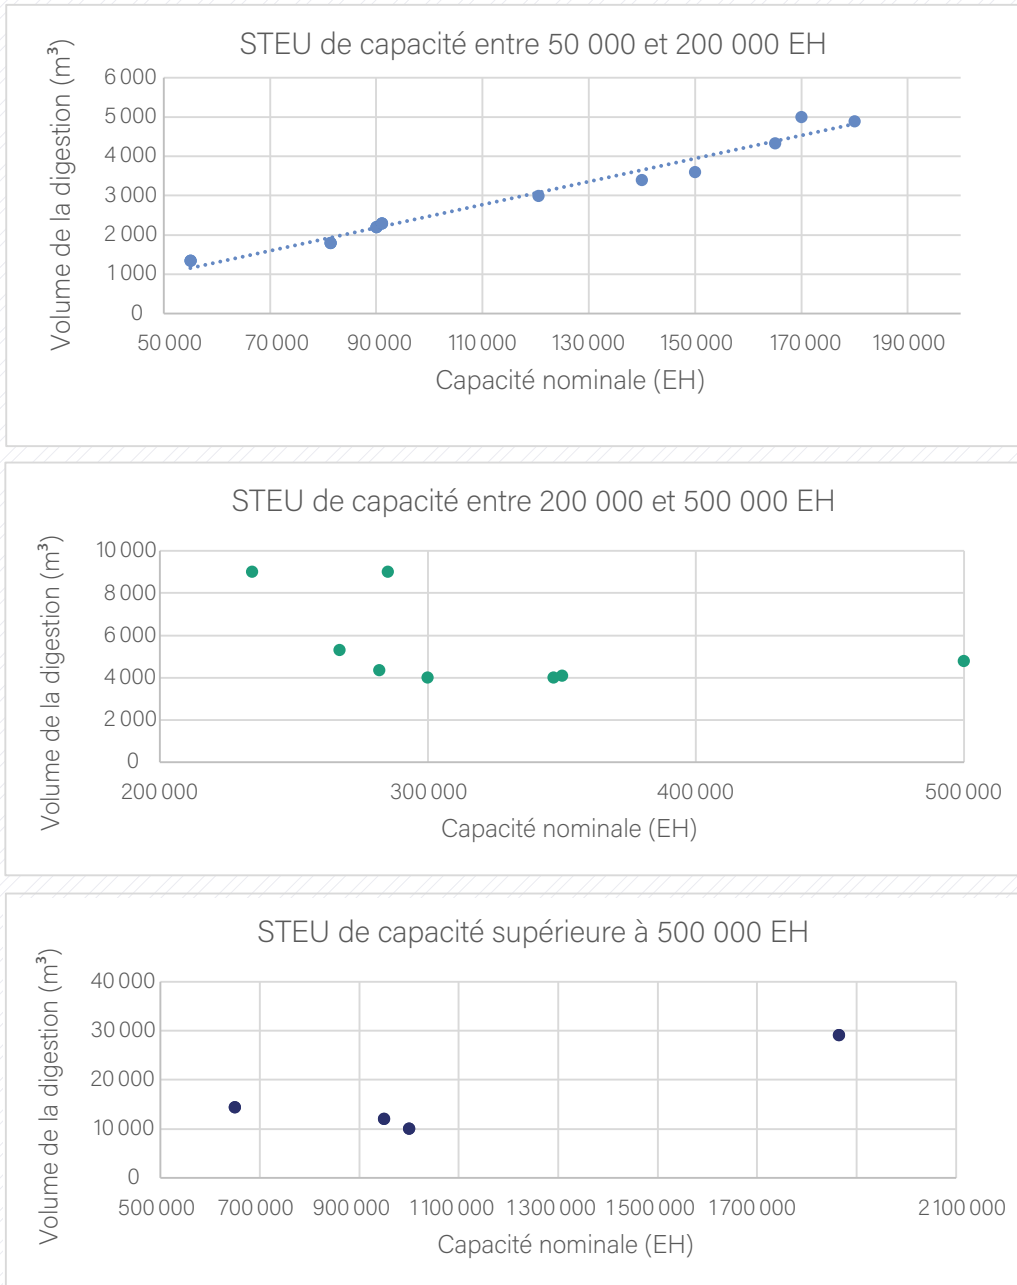 STEU de capacité entre 50 000 et 200 000 EH
Volume de la digestion (m³)
6 000
5 000
4 000
3 000
2 000
1 000
0
50 000 70 000 90 000 110 000 130 000 150 000 170 000 190 000
Capacité nominale (EH)
STEU de capacité entre 200 000 et 500 000 EH
Volume de la digestion (m³)
10 000
8 000
6 000
4 000
2 000
0
200 000 300 000 400 000 500 000
Capacité nominale (EH)
STEU de capacité supérieure à 500 000 EH
Volume de la digestion (m³)
40 000
30 000
20 000
10 000
0
500 000 700 000 900 000 1 100 000 1 300 000 1 500 000 1 700 000 2 100 000
Capacité nominale (EH)